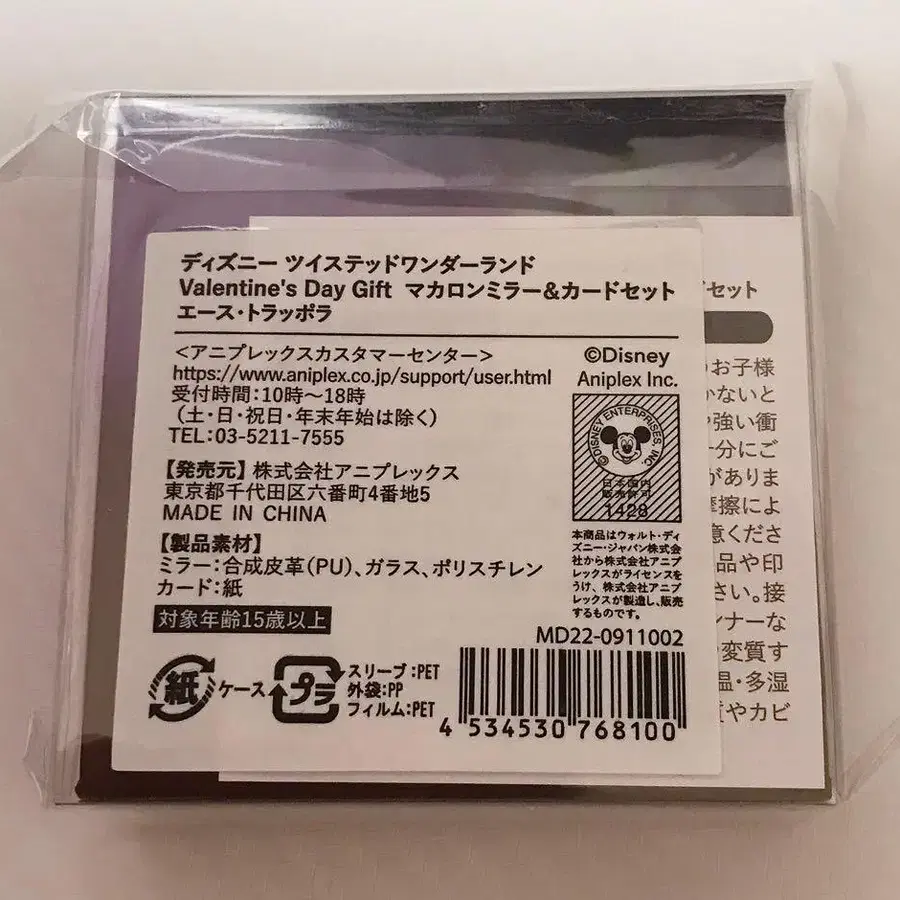 ディズニー ツイステッドワンダーランド
Valentine's Day Gift マカロンミラー&カードセット
エース・トラッポラ
<アニプレックスカスタマーセンター>
https://www.aniplex.co.jp/support/user.html
受付時間:10時〜18時
(土・日・祝日・年末年始は除く)
TEL:03-5211-7555
【発売元】株式会社アニプレックス
東京都千代田区六番町4番地5
MADE IN CHINA
【製品素材】
ミラー:合成皮革(PU)、ガラス、ポリスチレン
カード:紙
対象年齢15歳以上
紙 ケース
プラ
スリーブ:PET
外袋:PP
フィルム:PET
©Disney
Aniplex Inc.
©DISNEY ENTERPRISES, INC.
日本国内
販売許可
1428
本商品はウォルト・ディ
ズニー・ジャパン株式会
社から株式会社アニプ
レックスがライセンスを
うけ、株式会社アニプ
レックスが製造し、販売
するものです。
MD22-0911002
4 534530 768100
セット
お子様
かないと
強い衝
分にご
がありま
摩擦によ
意くださ
品や印
さい。接
ンナーな
変質す
温・多湿
やカビ